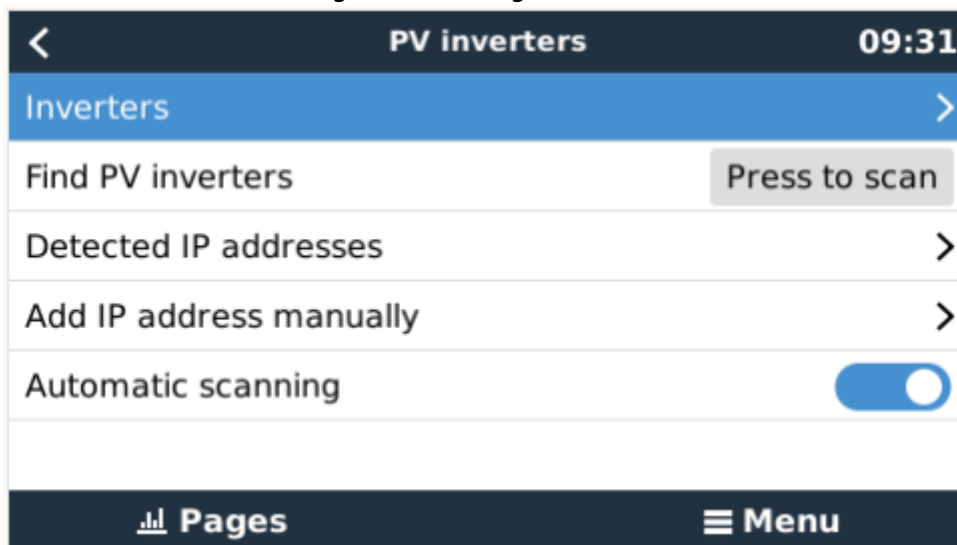 PV inverters 09:31
Inverters
Find PV inverters Press to scan
Detected IP addresses
Add IP address manually
Automatic scanning
Pages Menu